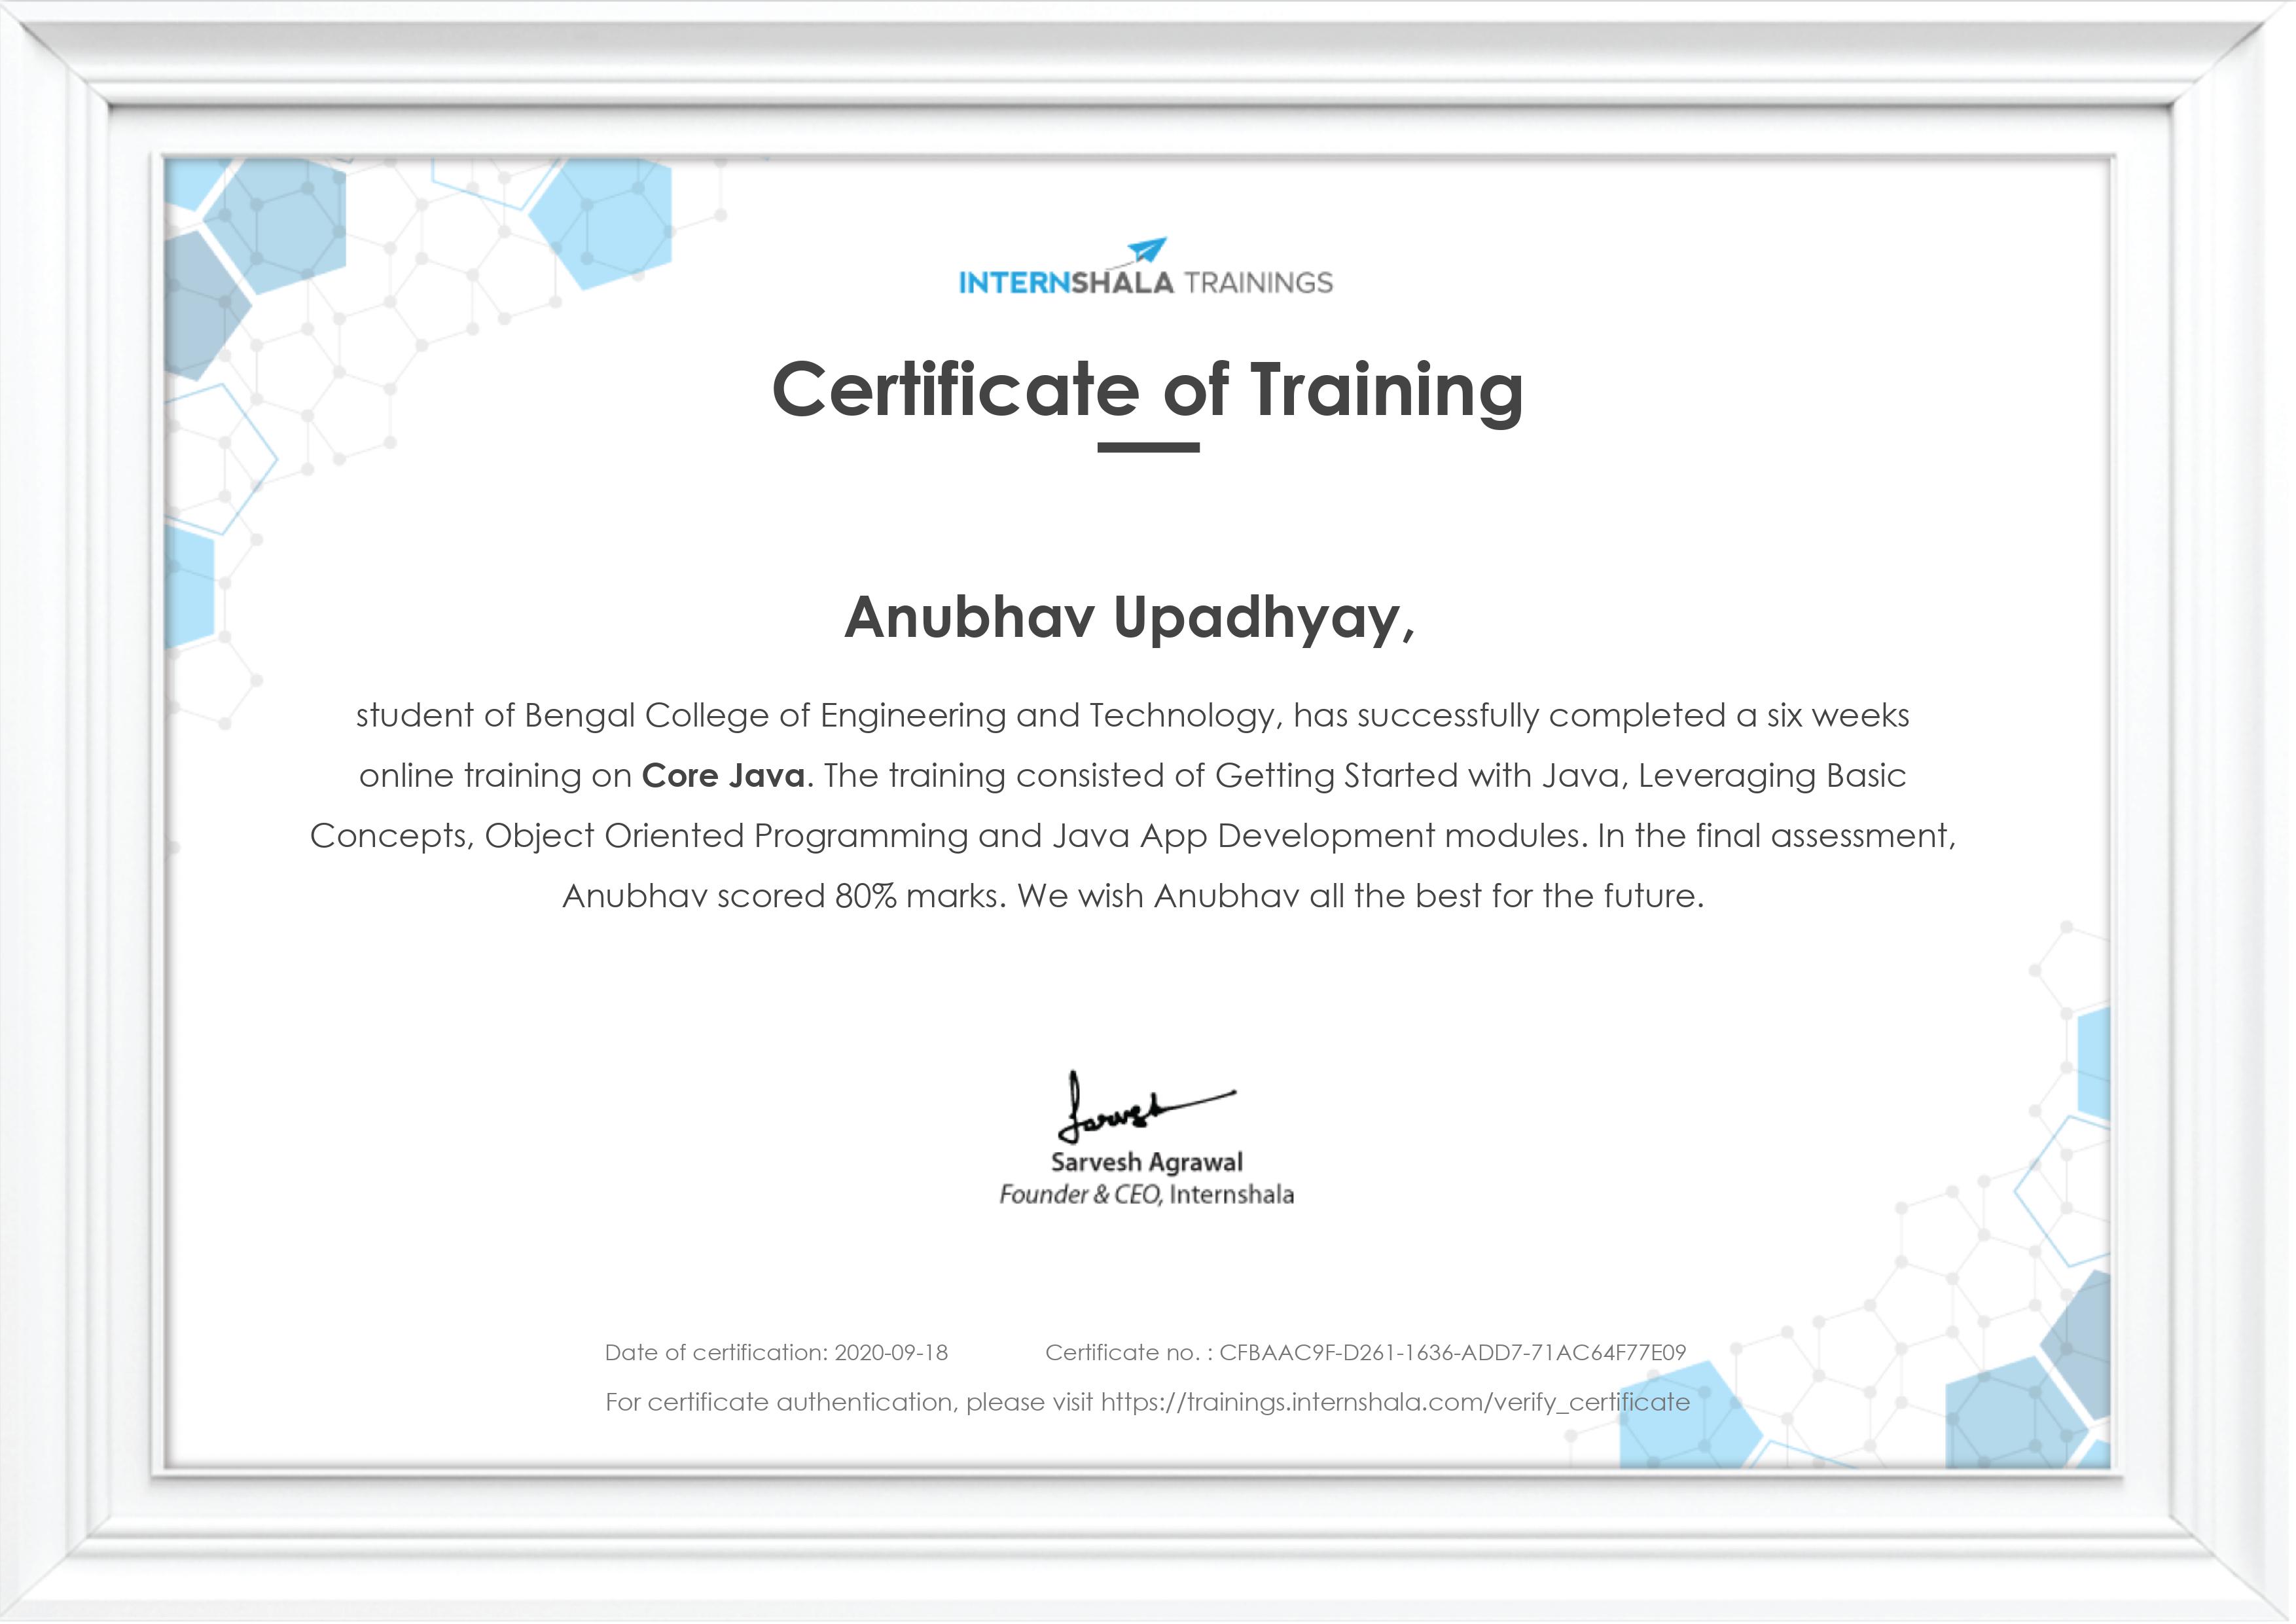 INTERNSHALA TRAININGS
Certificate of Training
Anubhav Upadhyay,
student of Bengal College of Engineering and Technology, has successfully completed a six weeks
online training on Core Java. The training consisted of Getting Started with Java, Leveraging Basic
Concepts, Object Oriented Programming and Java App Development modules. In the final assessment,
Anubhav scored 80% marks. We wish Anubhav all the best for the future.
Sarvesh
Sarvesh Agrawal
Founder & CEO, Internshala
Date of certification: 2020-09-18 Certificate no. : CFBAAC9F-D261-1636-ADD7-71AC64F77E09
For certificate authentication, please visit https://trainings.internshala.com/verify_certificate